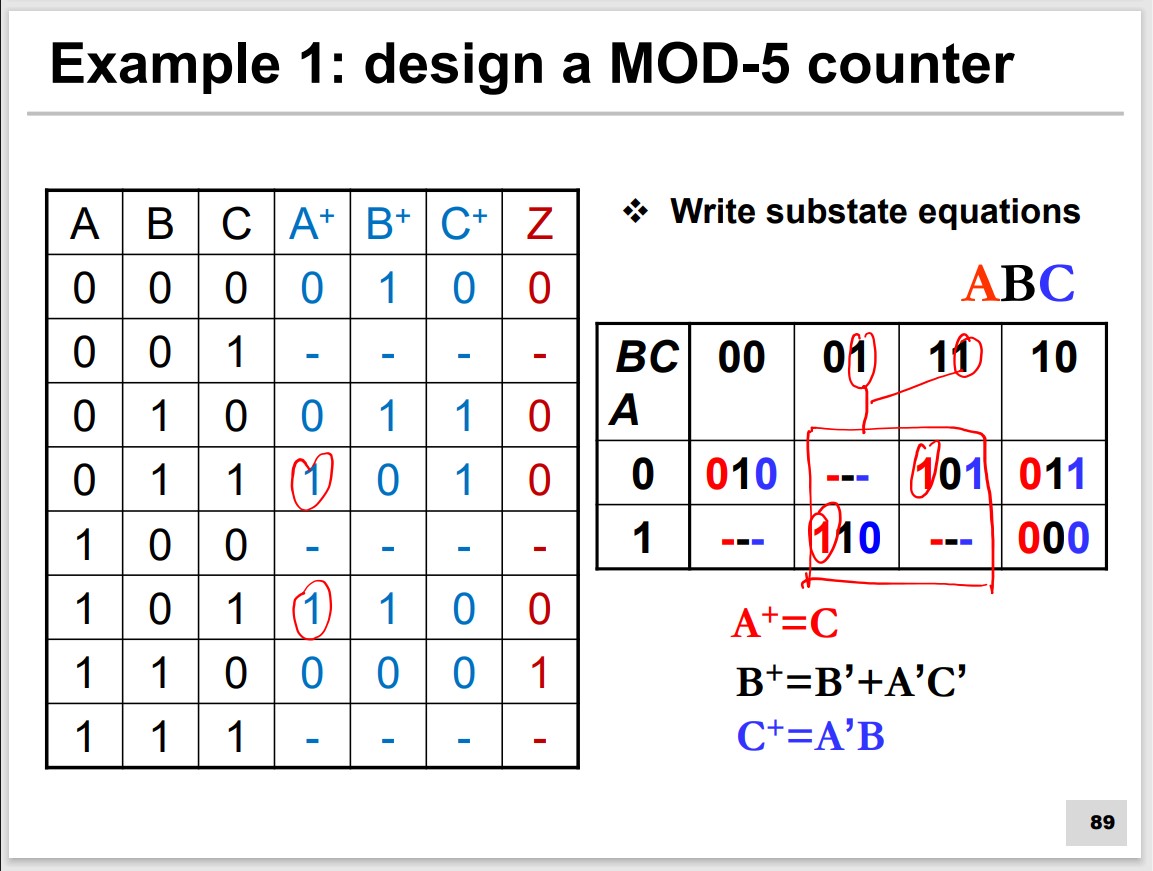 Example 1: design a MOD-5 counter
A B C A⁺ B⁺ C⁺ Z
0 0 0 0 1 0 0
0 0 1 - - - -
0 1 0 0 1 1 0
0 1 1 1 0 1 0
1 0 0 - - - -
1 0 1 1 1 0 0
1 1 0 0 0 0 1
1 1 1 - - - -
❖ Write substate equations
ABC
BC 00 01 11 10
A
0 010 --- 101 011
1 --- 110 --- 000
A⁺=C
B⁺=B’+A’C’
C⁺=A’B
89